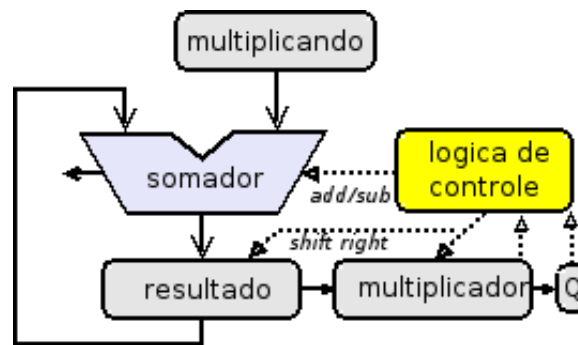 multiplicando
somador
logica de
controle
add/sub
shift right
resultado
multiplicador
Q